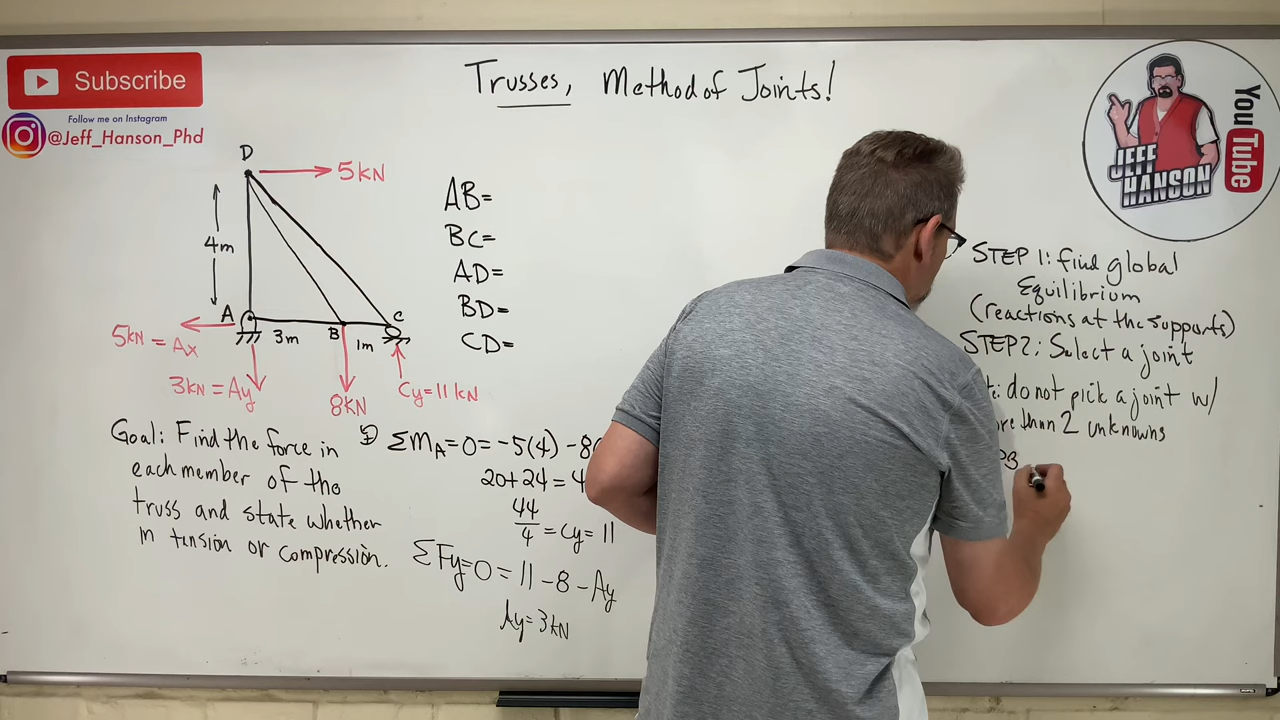 Subscribe
Follow me on Instagram
@Jeff_Hanson_Phd
Trusses, Method of Joints!
JEFF
HANSON
YouTube
D
5kN
4m
A
B
C
3m
1m
5kN = Ax
3kN = Ay
8kN
Cy = 11 kN
AB=
BC=
AD=
BD=
CD=
Goal: Find the force in
each member of the
truss and state whether
in tension or compression.
① ΣMA=0=-5(4)-8
20+24=4
44/4 = Cy = 11
ΣFy=0=11-8-Ay
Ay=3kN
STEP 1: find global
Equilibrium
(reactions at the supports)
STEP 2: Select a joint
do not pick a joint w/
than 2 unknowns